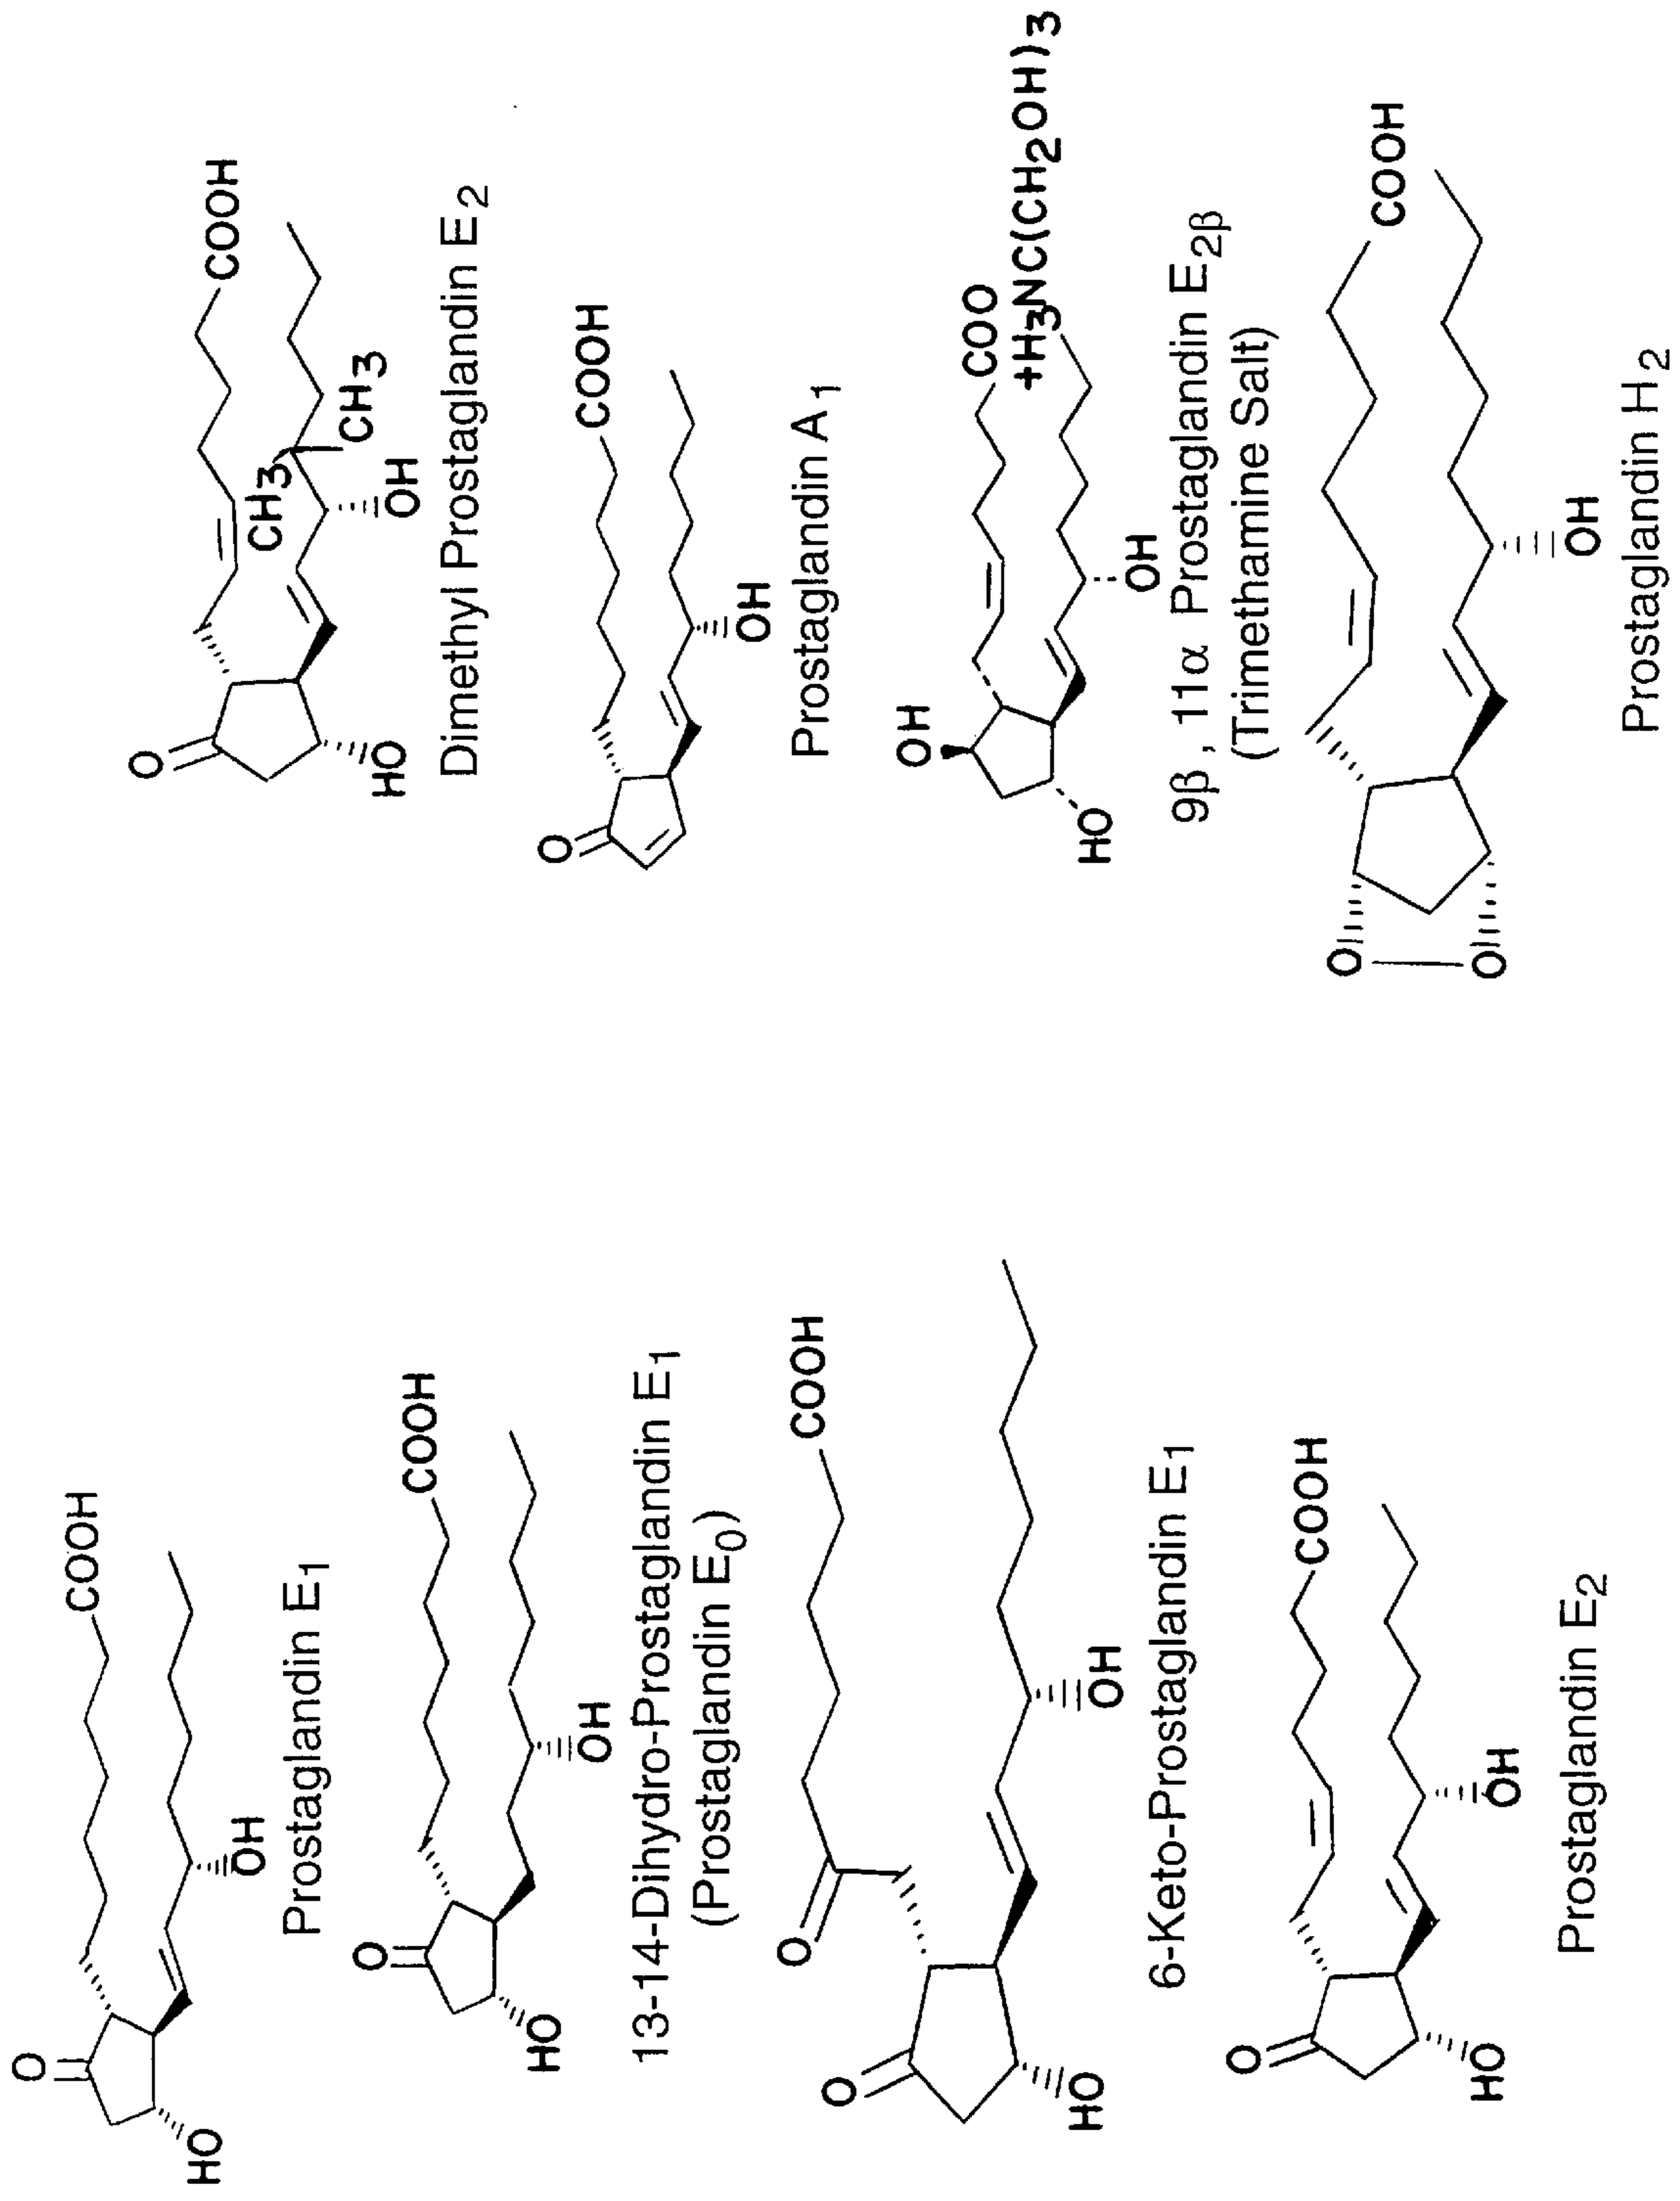 O
COOH
HO
OH
Prostaglandin E1
O
COOH
HO
OH
13-14-Dihydro-Prostaglandin E1
(Prostaglandin E0)
O
COOH
O
HO
OH
6-Keto-Prostaglandin E1
O
COOH
HO
OH
Prostaglandin E2
O
COOH
CH3
CH3
HO
OH
Dimethyl Prostaglandin E2
O
COOH
OH
Prostaglandin A1
OH
COO
+H3NC(CH2OH)3
HO
OH
9β, 11α Prostaglandin E2β
(Trimethamine Salt)
O
COOH
O
OH
Prostaglandin H2